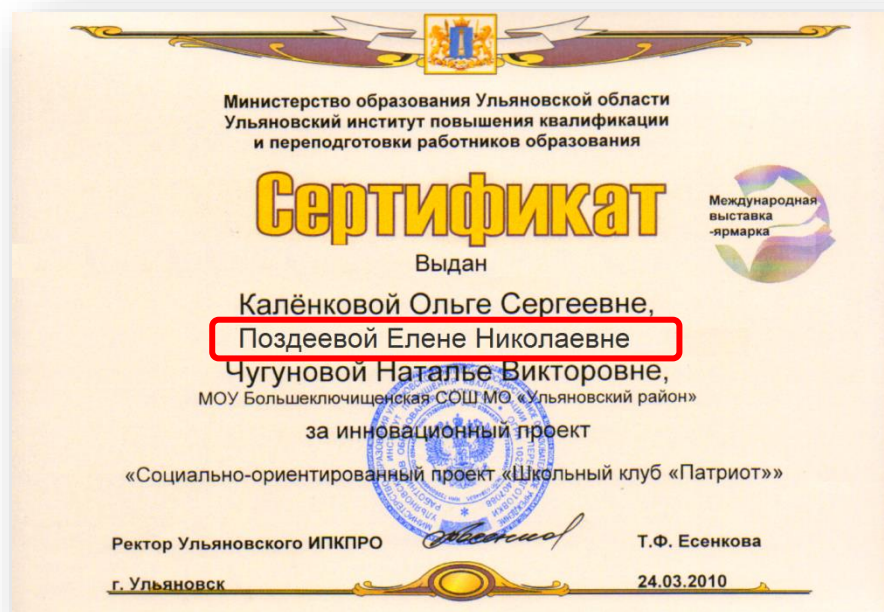 Министерство образования Ульяновской области
Ульяновский институт повышения квалификации
и переподготовки работников образования
Сертификат
Международная
выставка
-ярмарка
Выдан
Калёнковой Ольге Сергеевне,
Поздеевой Елене Николаевне
Чугуновой Наталье Викторовне,
МОУ Большеключищенская СОШ МО «Ульяновский район»
за инновационный проект
«Социально-ориентированный проект «Школьный клуб «Патриот»»
Ректор Ульяновского ИПКПРО
Т.Ф. Есенкова
г. Ульяновск
24.03.2010